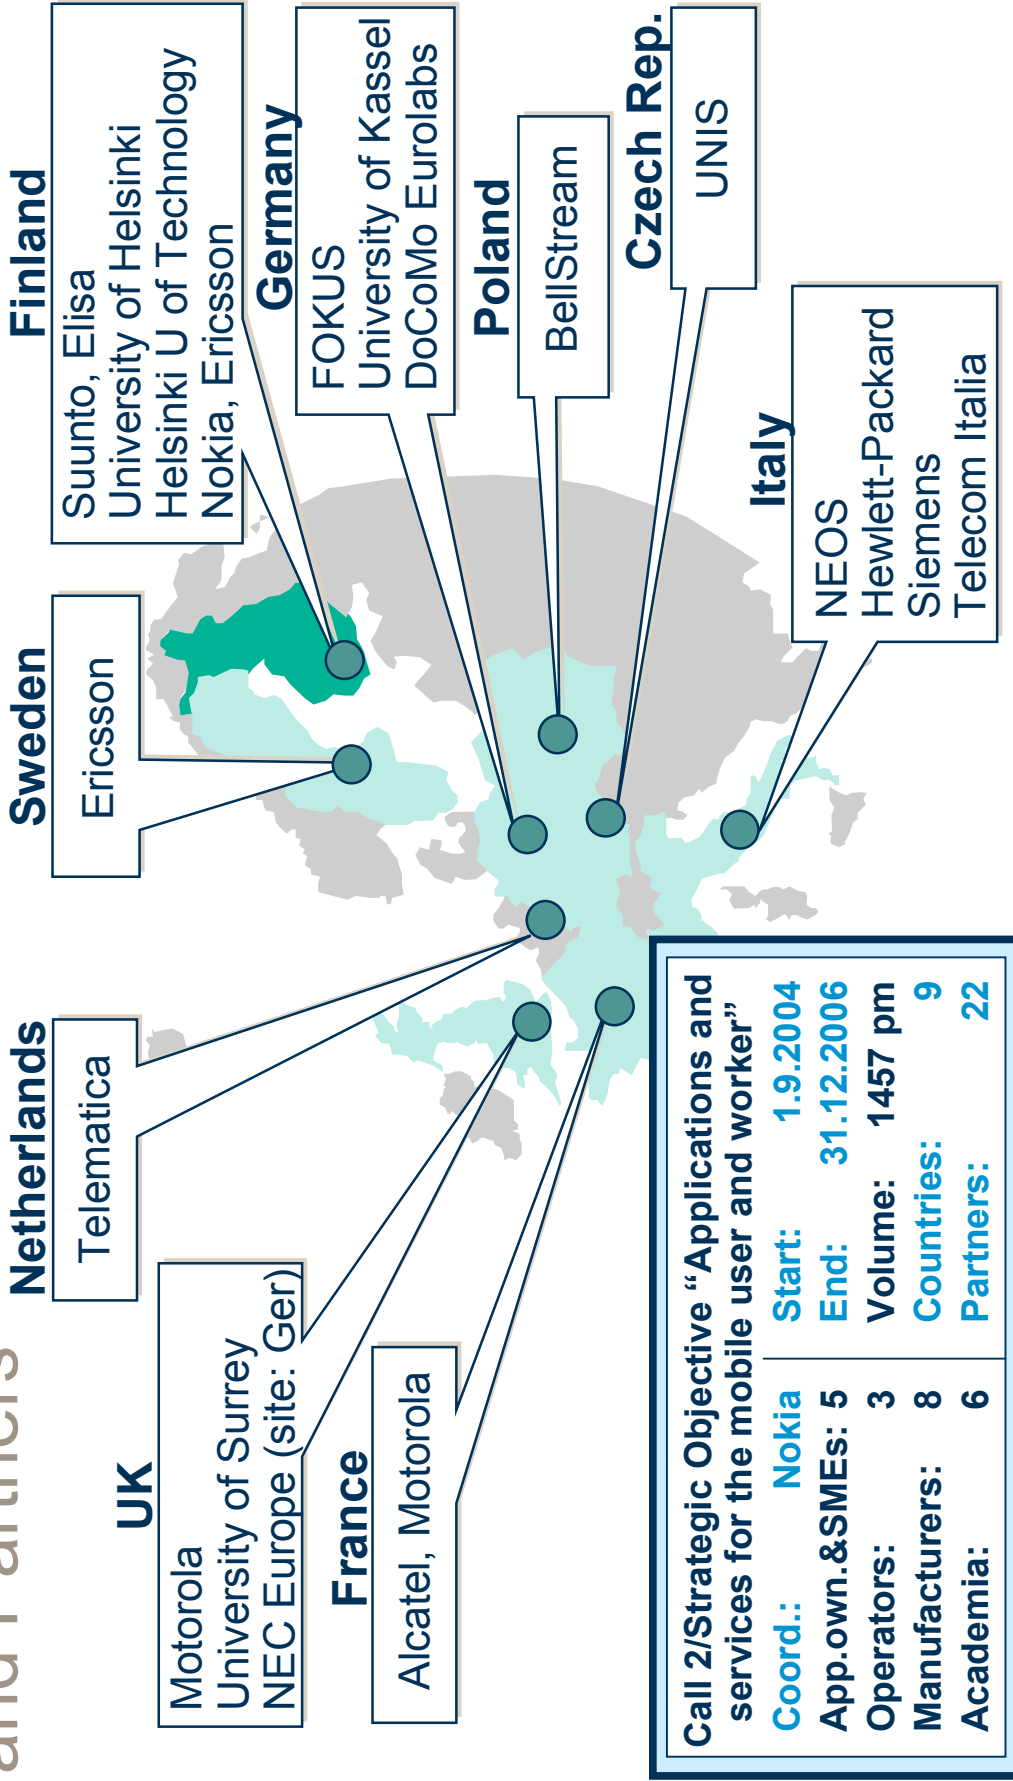 and Partners
Netherlands
Telematica
Sweden
Ericsson
Finland
Suunto, Elisa
University of Helsinki
Helsinki U of Technology
Nokia, Ericsson
UK
Motorola
University of Surrey
NEC Europe (site: Ger)
Germany
FOKUS
University of Kassel
DoCoMo Eurolabs
France
Alcatel, Motorola
Poland
BellStream
Czech Rep.
UNIS
Italy
NEOS
Hewlett-Packard
Siemens
Telecom Italia
Call 2/Strategic Objective “Applications and
services for the mobile user and worker”
Coord.: Nokia Start: 1.9.2004
App.own.&SMEs: 5 End: 31.12.2006
Operators: 3 Volume: 1457 pm
Manufacturers: 8 Countries: 9
Academia: 6 Partners: 22